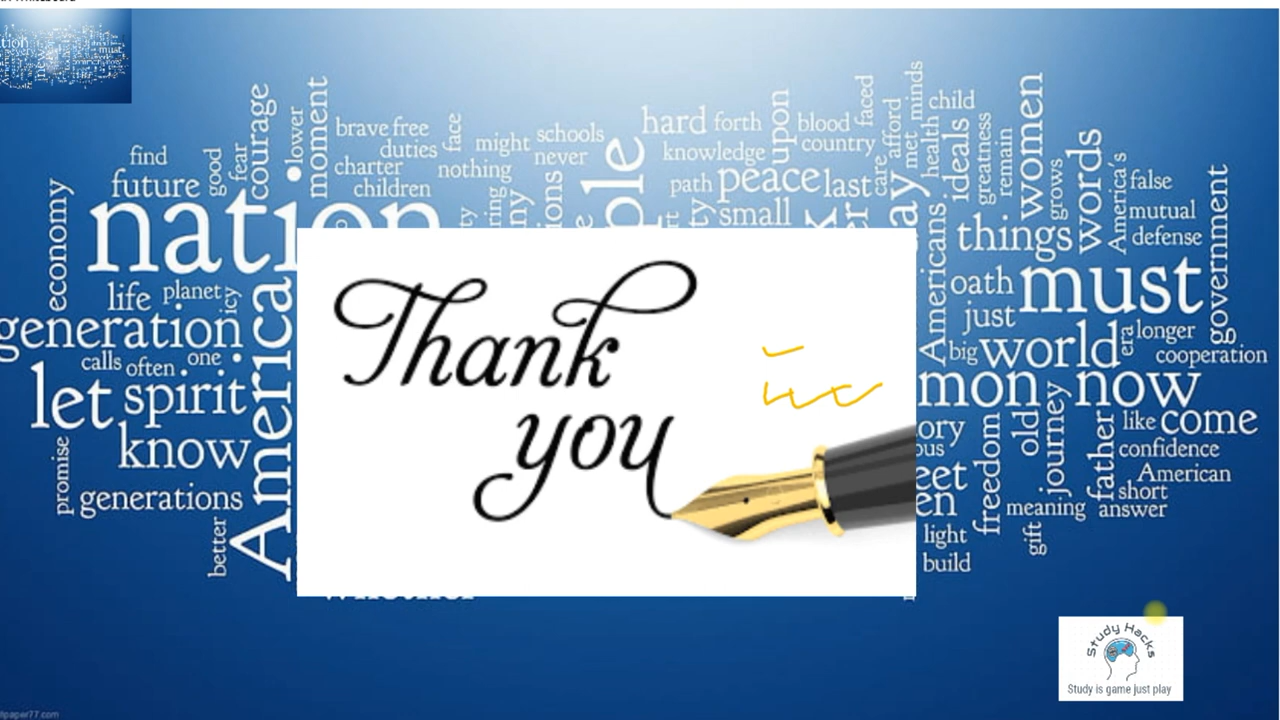 find
future
good
fear
courage
lower
moment
brave free
duties
face
charter
children
might
nothing
schools
never
hard forth
upon
knowledge
path peace last
small
blood
country
faced
care
afford
met
minds
child
health
ideals
greatness
remain
women
grows
words
America's
false
mutual
defense
government
economy
life planet
generation
calls often one
let spirit
know
promise
generations
better
America
Thank
you
Americans
things
oath must
just
big world
era
longer
cooperation
now
like come
old
journey
father
confidence
American
short
answer
freedom
meaning
gift
light
build
Study Hacks
Study is game just play